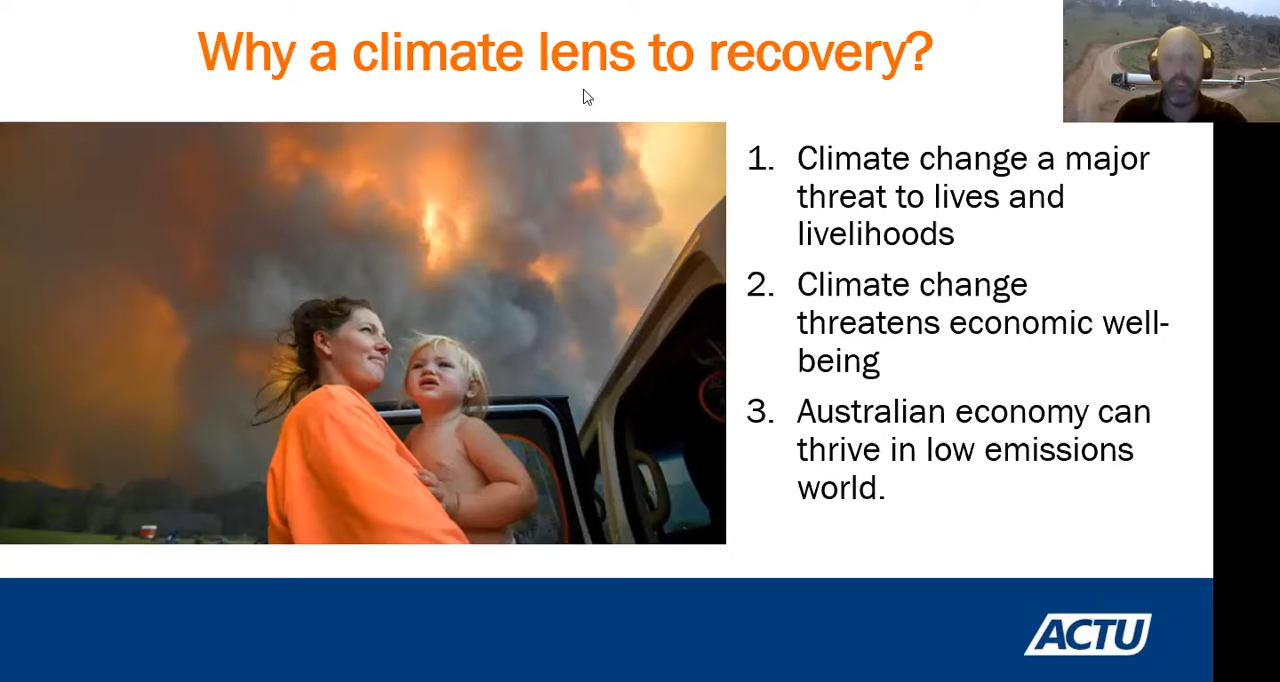 Why a climate lens to recovery?
1. Climate change a major
threat to lives and
livelihoods
2. Climate change
threatens economic well-
being
3. Australian economy can
thrive in low emissions
world.
ACTU